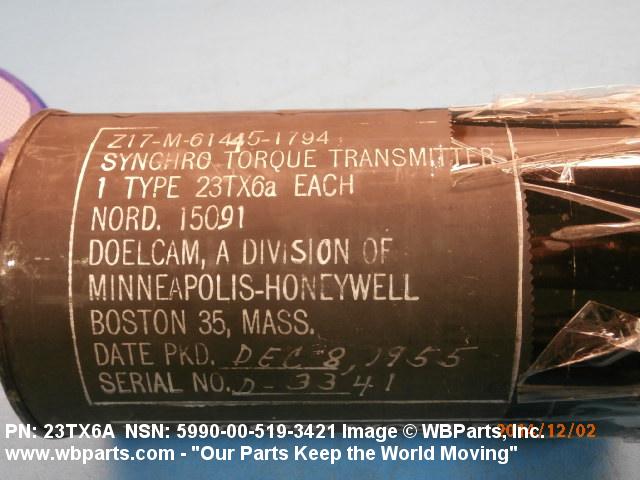 Z17-M-61445-1794
SYNCHRO TORQUE TRANSMITTER
1 TYPE 23TX6a EACH
NORD. 15091
DOELCAM, A DIVISION OF
MINNEAPOLIS-HONEYWELL
BOSTON 35, MASS.
DATE PKD. DEC 8, 1955
SERIAL NO. D-3341
PN: 23TX6A NSN: 5990-00-519-3421 Image © WBParts, Inc.
/12/02
www.wbparts.com - "Our Parts Keep the World Moving"